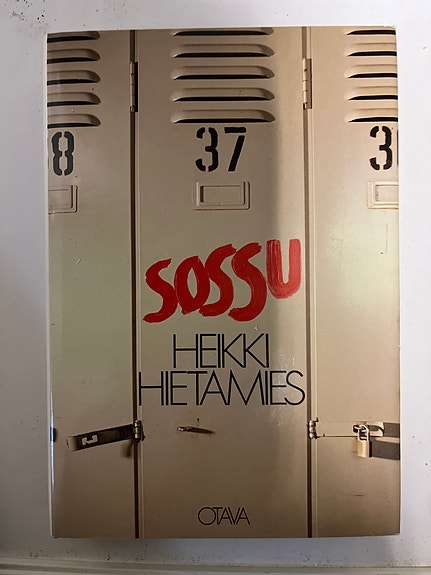 8 37 3
SOSSU
HEIKKI
HIETAMIES
OTAVA